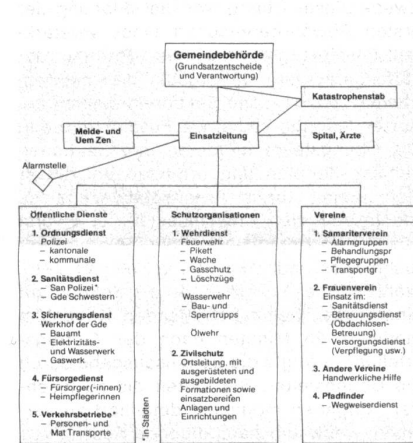 Gemeindebehörde
(Grundsatzentscheide
und Verantwortung)
Katastrophenstab
Melde- und
Uem Zen
Einsatzleitung
Spital, Ärzte
Alarmstelle
Öffentliche Dienste
1. Ordnungsdienst
Polizei
– kantonale
– kommunale
2. Sanitätsdienst
– San Polizei*
– Gde Schwestern
3. Sicherungsdienst
Werkhof der Gde
– Bauamt
– Elektrizitäts-
und Wasserwerk
– Gaswerk
4. Fürsorgedienst
– Fürsorger(-innen)
– Heimpflegerinnen
5. Verkehrsbetriebe*
– Personen- und
Mat Transporte
*in Städten
Schutzorganisationen
1. Wehrdienst
Feuerwehr
– Pikett
– Wache
– Gasschutz
– Löschzüge
Wasserwehr
– Bau- und
Sperrtrupps
Ölwehr
2. Zivilschutz
Ortsleitung, mit
ausgerüsteten und
ausgebildeten
Formationen sowie
einsatzbereiten
Anlagen und
Einrichtungen
Vereine
1. Samariterverein
– Alarmgruppen
– Behandlungspr
– Pflegegruppen
– Transportgr
2. Frauenverein
Einsatz im:
– Sanitätsdienst
– Betreuungsdienst
(Obdachlosen-
Betreuung)
– Versorgungsdienst
(Verpflegung usw.)
3. Andere Vereine
Handwerkliche Hilfe
4. Pfadfinder
– Wegweiserdienst